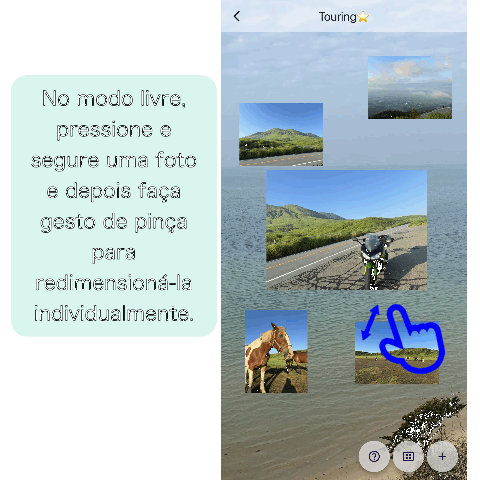 Touring⭐
No modo livre,
pressione e
segure uma foto
e depois faça
gesto de pinça
para
redimensioná-la
individualmente.